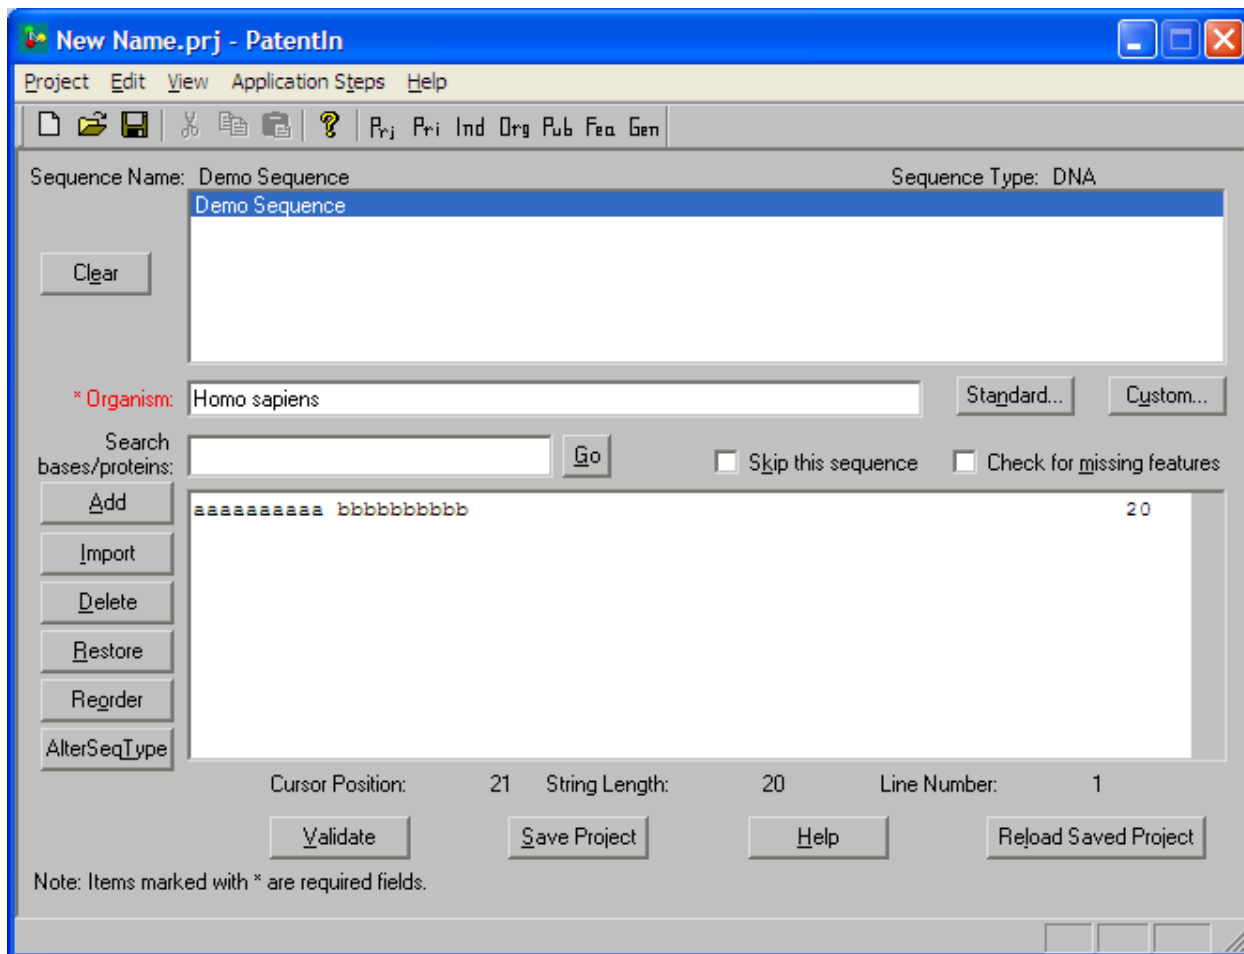 New Name.prj - PatentIn
Project Edit View Application Steps Help
Prj Pri Ind Org Pub Fea Gen
Sequence Name: Demo Sequence Sequence Type: DNA
Demo Sequence
Clear
* Organism: Homo sapiens Standard... Custom...
Search
bases/proteins: Go Skip this sequence Check for missing features
Add
aaaaaaaaaa bbbbbbbbbb 20
Import
Delete
Restore
Reorder
AlterSeqType
Cursor Position: 21 String Length: 20 Line Number: 1
Validate Save Project Help Reload Saved Project
Note: Items marked with * are required fields.